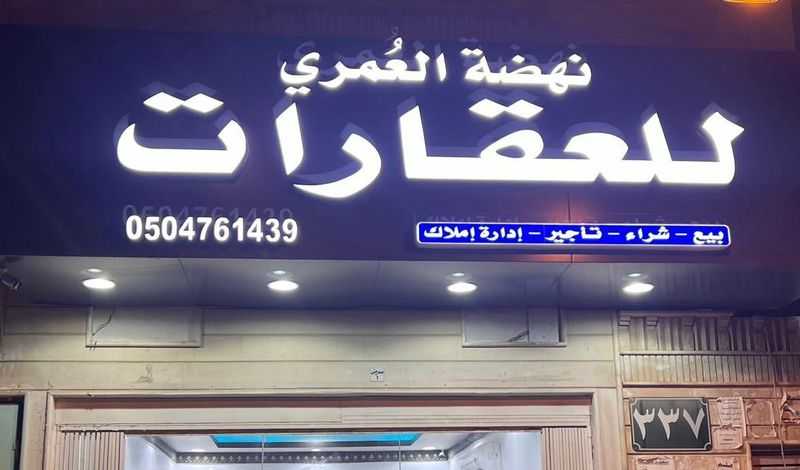 نهضة العُمري
للعقارات
0504761439
بيع - شراء - تاجير - إدارة إملاك
٣٣٧